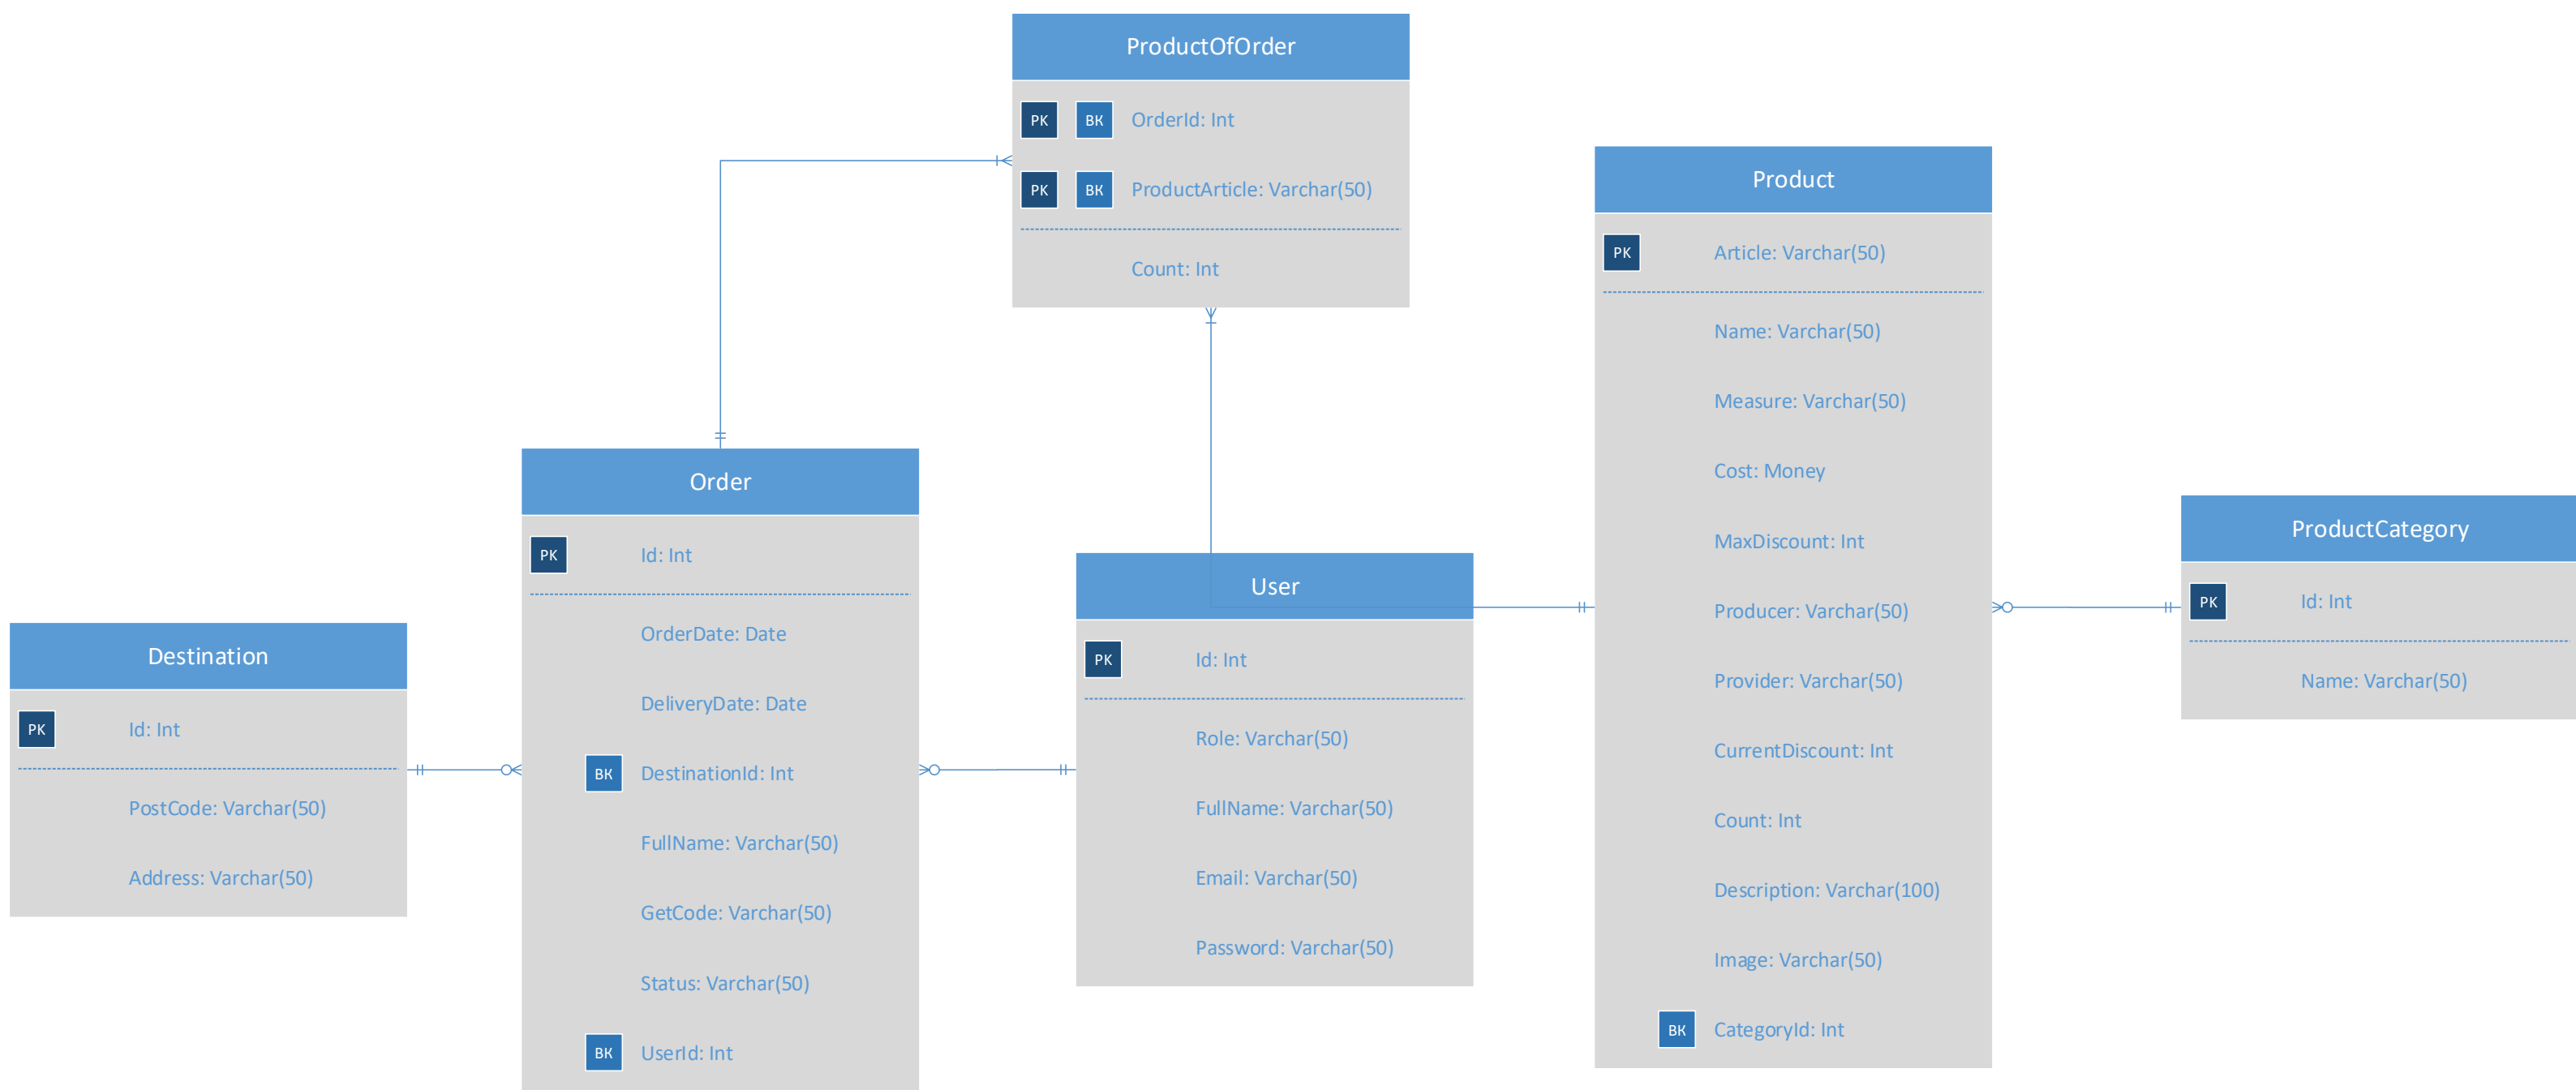 ProductOfOrder
PK ВК OrderId: Int
PK ВК ProductArticle: Varchar(50)
Count: Int
Product
PK Article: Varchar(50)
Name: Varchar(50)
Measure: Varchar(50)
Cost: Money
MaxDiscount: Int
Producer: Varchar(50)
Provider: Varchar(50)
CurrentDiscount: Int
Count: Int
Description: Varchar(100)
Image: Varchar(50)
ВК CategoryId: Int
Order
PK Id: Int
OrderDate: Date
DeliveryDate: Date
ВК DestinationId: Int
FullName: Varchar(50)
GetCode: Varchar(50)
Status: Varchar(50)
ВК UserId: Int
ProductCategory
PK Id: Int
Name: Varchar(50)
User
PK Id: Int
Role: Varchar(50)
FullName: Varchar(50)
Email: Varchar(50)
Password: Varchar(50)
Destination
PK Id: Int
PostCode: Varchar(50)
Address: Varchar(50)